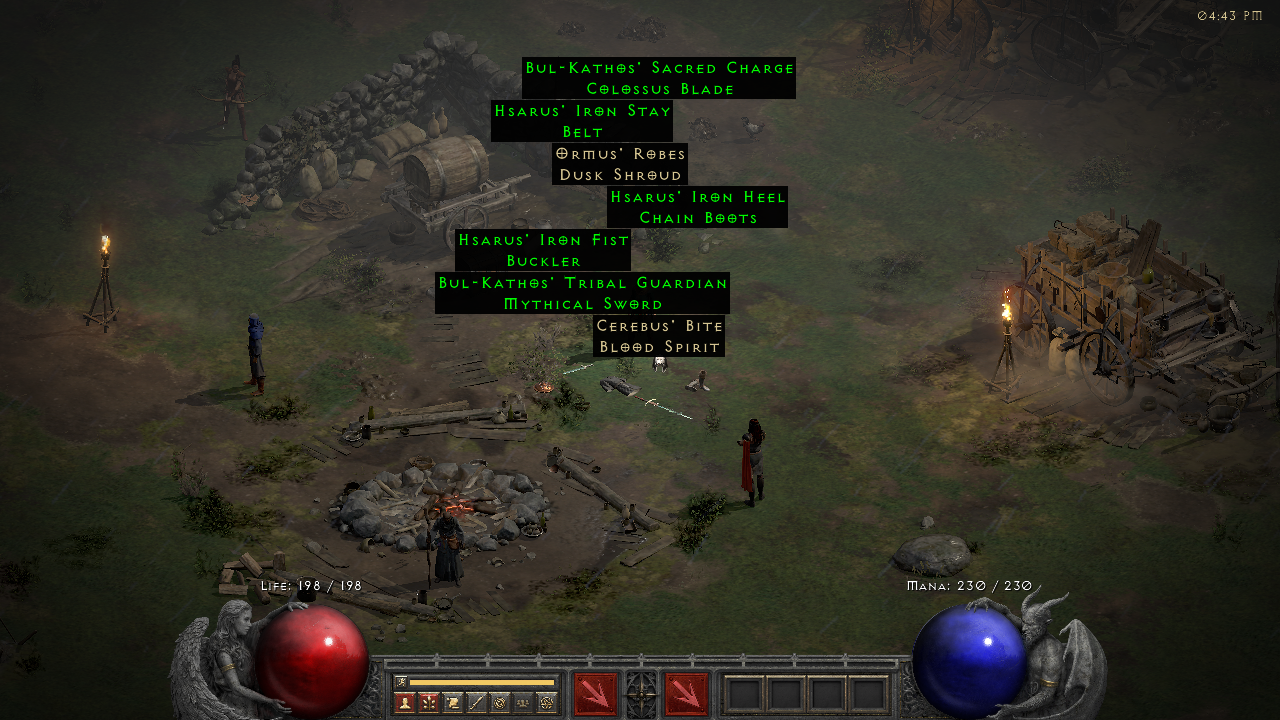 04:43 PM
Bul-Kathos' Sacred Charge
Colossus Blade
Hsarus' Iron Stay
Belt
Ormus' Robes
Dusk Shroud
Hsarus' Iron Heel
Chain Boots
Hsarus' Iron Fist
Buckler
Bul-Kathos' Tribal Guardian
Mythical Sword
Cerebus' Bite
Blood Spirit
Life: 198 / 198
Mana: 230 / 230